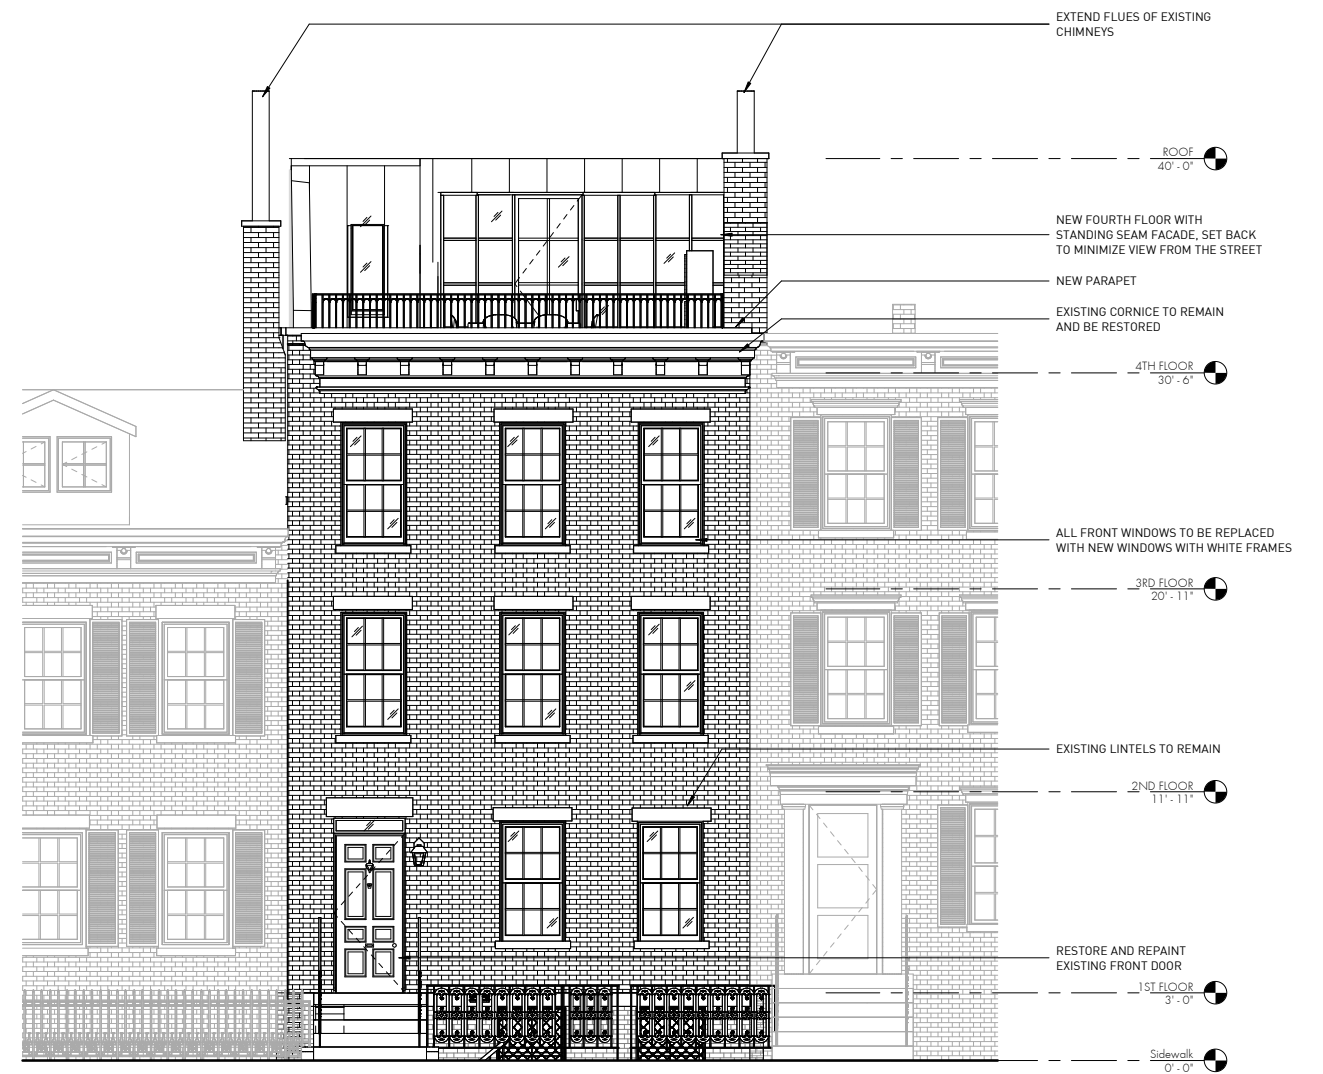 EXTEND FLUES OF EXISTING
CHIMNEYS
ROOF
40' - 0"
NEW FOURTH FLOOR WITH
STANDING SEAM FACADE, SET BACK
TO MINIMIZE VIEW FROM THE STREET
NEW PARAPET
EXISTING CORNICE TO REMAIN
AND BE RESTORED
4TH FLOOR
30' - 6"
ALL FRONT WINDOWS TO BE REPLACED
WITH NEW WINDOWS WITH WHITE FRAMES
3RD FLOOR
20' - 11"
EXISTING LINTELS TO REMAIN
2ND FLOOR
11' - 11"
RESTORE AND REPAINT
EXISTING FRONT DOOR
1ST FLOOR
3' - 0"
Sidewalk
0' - 0"